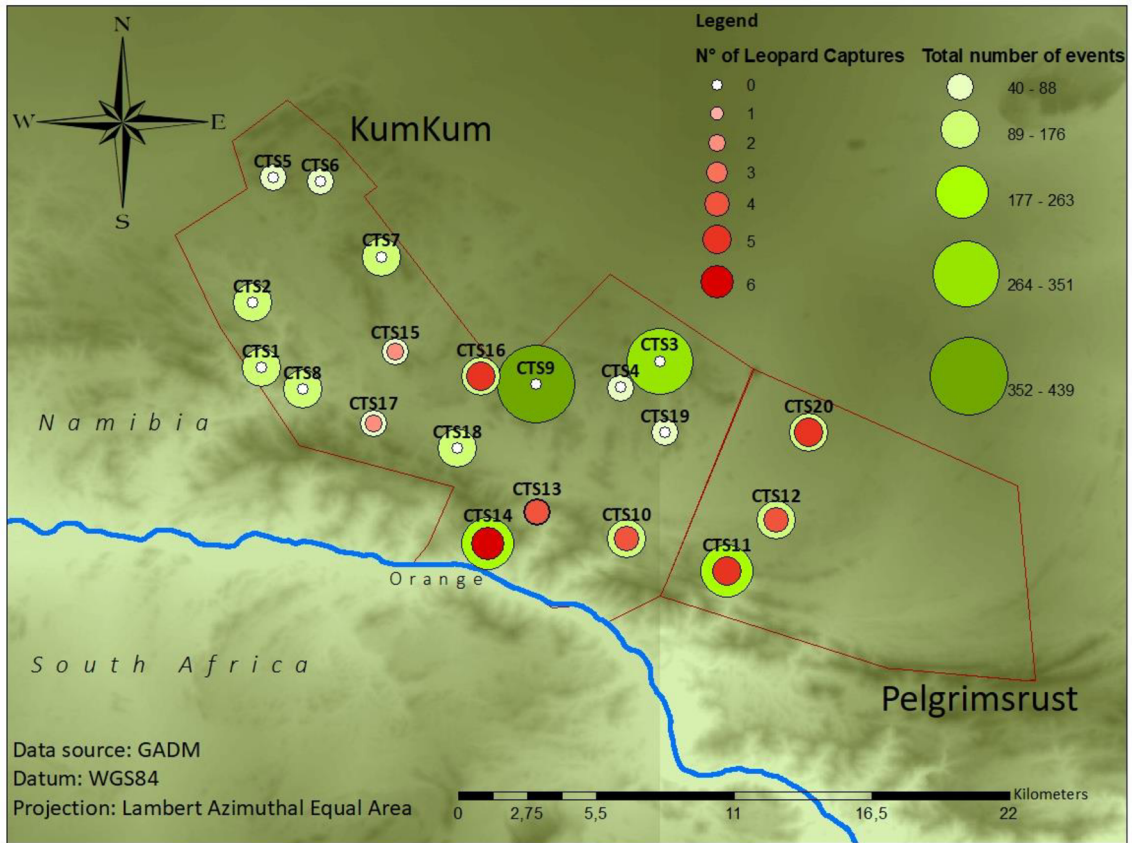 N
W E
S
Legend
N° of Leopard Captures
0
1
2
3
4
5
6
Total number of events
40 - 88
89 - 176
177 - 263
264 - 351
352 - 439
KumKum
CTS5
CTS6
CTS7
CTS2
CTS15
CTS1
CTS8
CTS16
CTS9
CTS3
CTS4
CTS17
CTS18
CTS19
CTS20
CTS13
CTS14
CTS10
CTS12
CTS11
Namibia
Orange
South Africa
Pelgrimsrust
Data source: GADM
Datum: WGS84
Projection: Lambert Azimuthal Equal Area
Kilometers
0 2,75 5,5 11 16,5 22